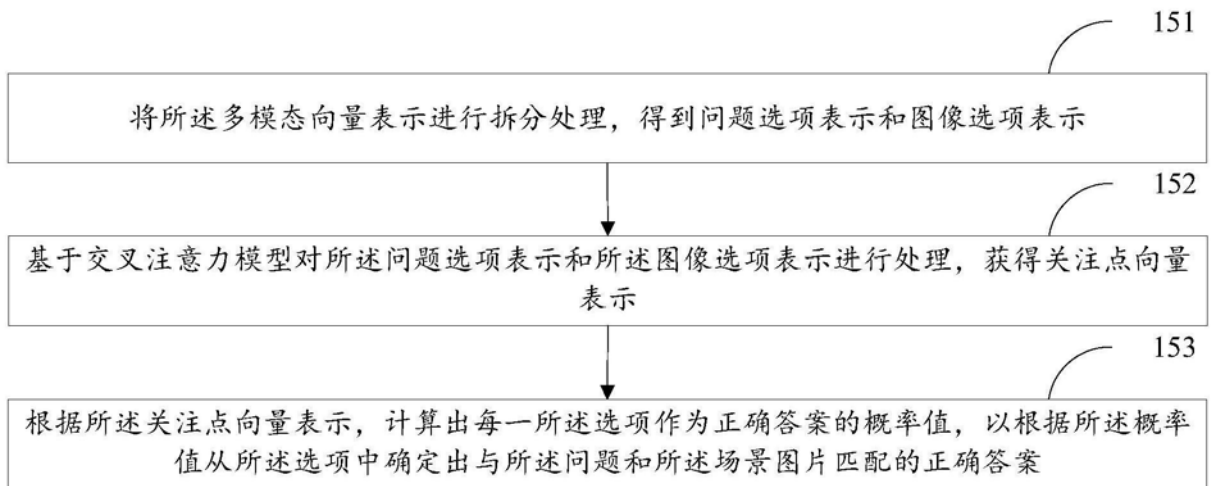 151
将所述多模态向量表示进行拆分处理，得到问题选项表示和图像选项表示
152
基于交叉注意力模型对所述问题选项表示和所述图像选项表示进行处理，获得关注点向量
表示
153
根据所述关注点向量表示，计算出每一所述选项作为正确答案的概率值，以根据所述概率
值从所述选项中确定出与所述问题和所述场景图片匹配的正确答案